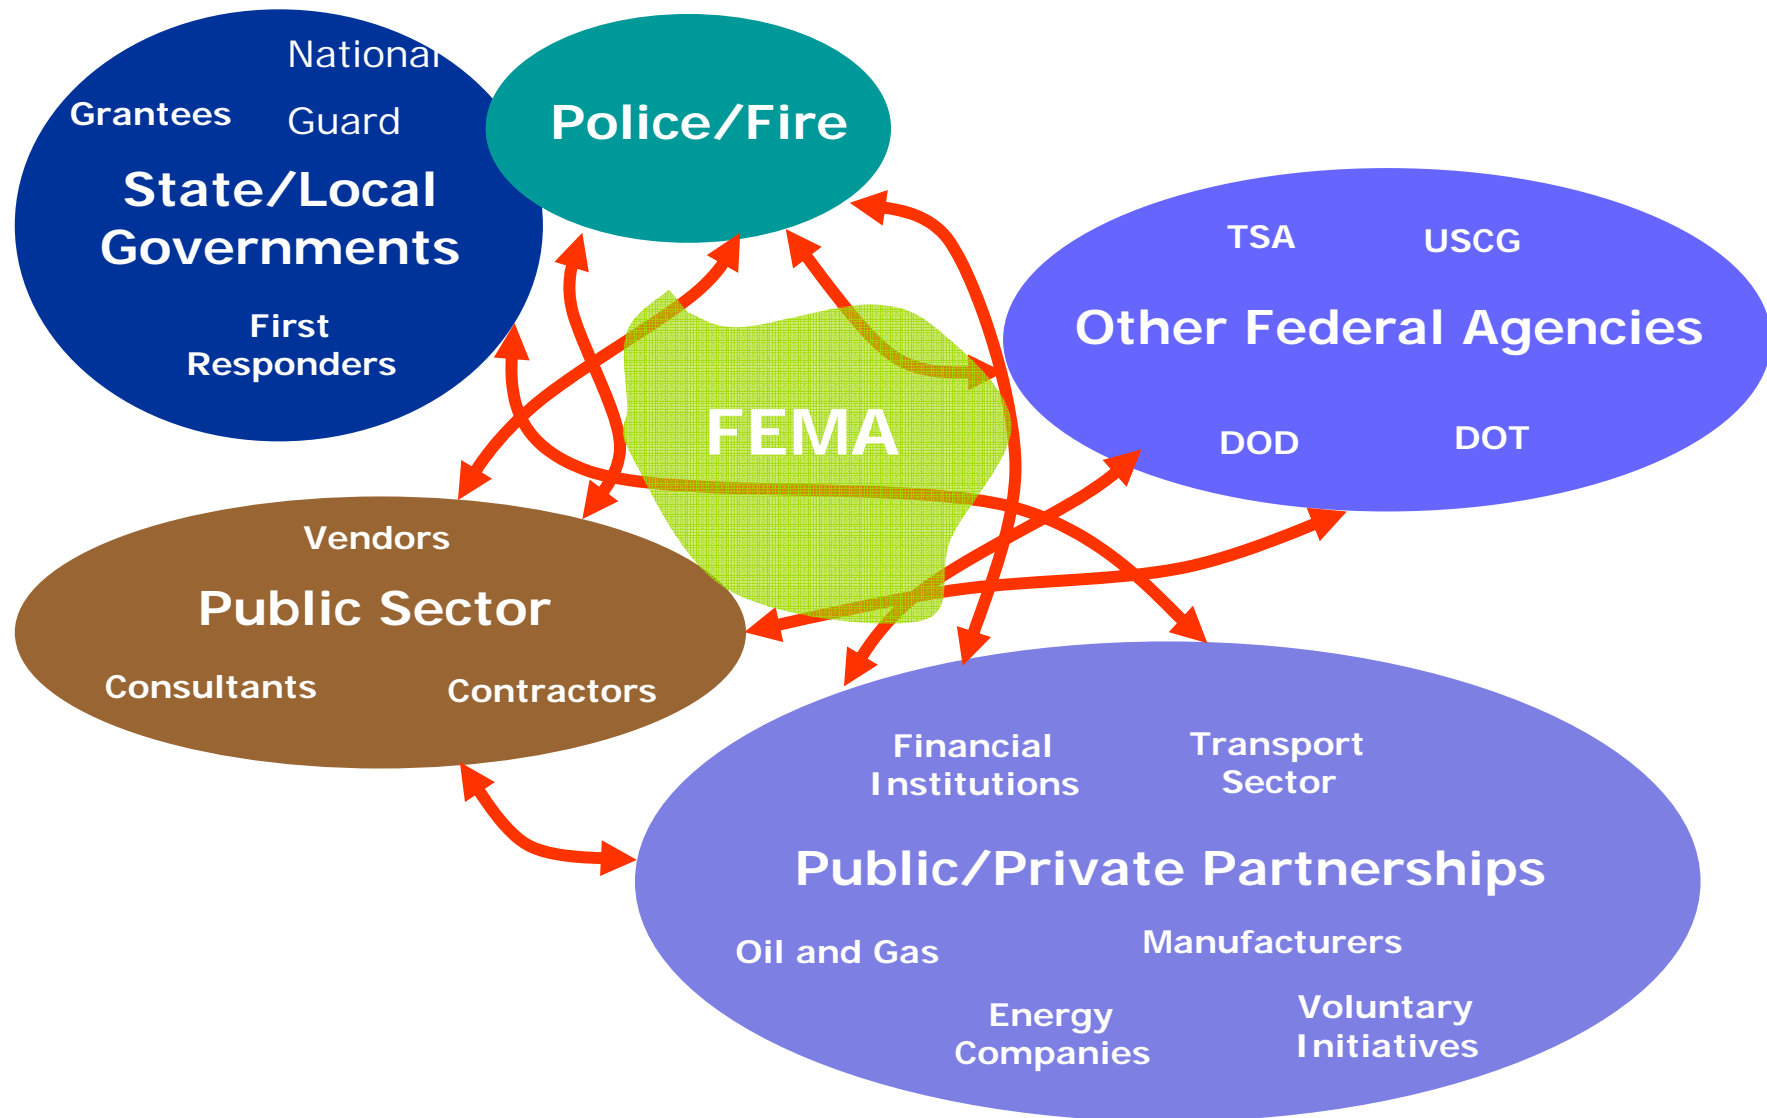 National
Guard
Grantees
State/Local
Governments
First
Responders
Police/Fire
TSA
USCG
Other Federal Agencies
DOD
DOT
FEMA
Vendors
Public Sector
Consultants
Contractors
Financial
Institutions
Transport
Sector
Public/Private Partnerships
Oil and Gas
Manufacturers
Energy
Companies
Voluntary
Initiatives